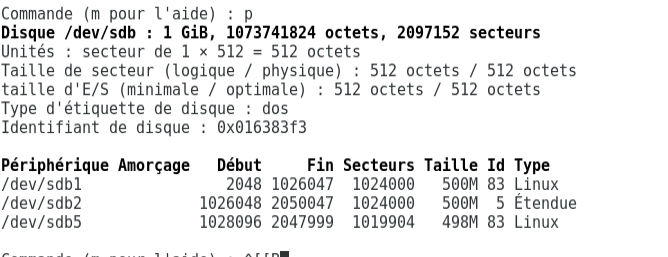 Commande (m pour l'aide) : p
Disque /dev/sdb : 1 GiB, 1073741824 octets, 2097152 secteurs
Unités : secteur de 1 × 512 = 512 octets
Taille de secteur (logique / physique) : 512 octets / 512 octets
taille d'E/S (minimale / optimale) : 512 octets / 512 octets
Type d'étiquette de disque : dos
Identifiant de disque : 0x016383f3
Périphérique Amorçage Début Fin Secteurs Taille Id Type
/dev/sdb1 2048 1026047 1024000 500M 83 Linux
/dev/sdb2 1026048 2050047 1024000 500M 5 Étendue
/dev/sdb5 1028096 2047999 1019904 498M 83 Linux
Commande (m pour l'aide) : ^[[B